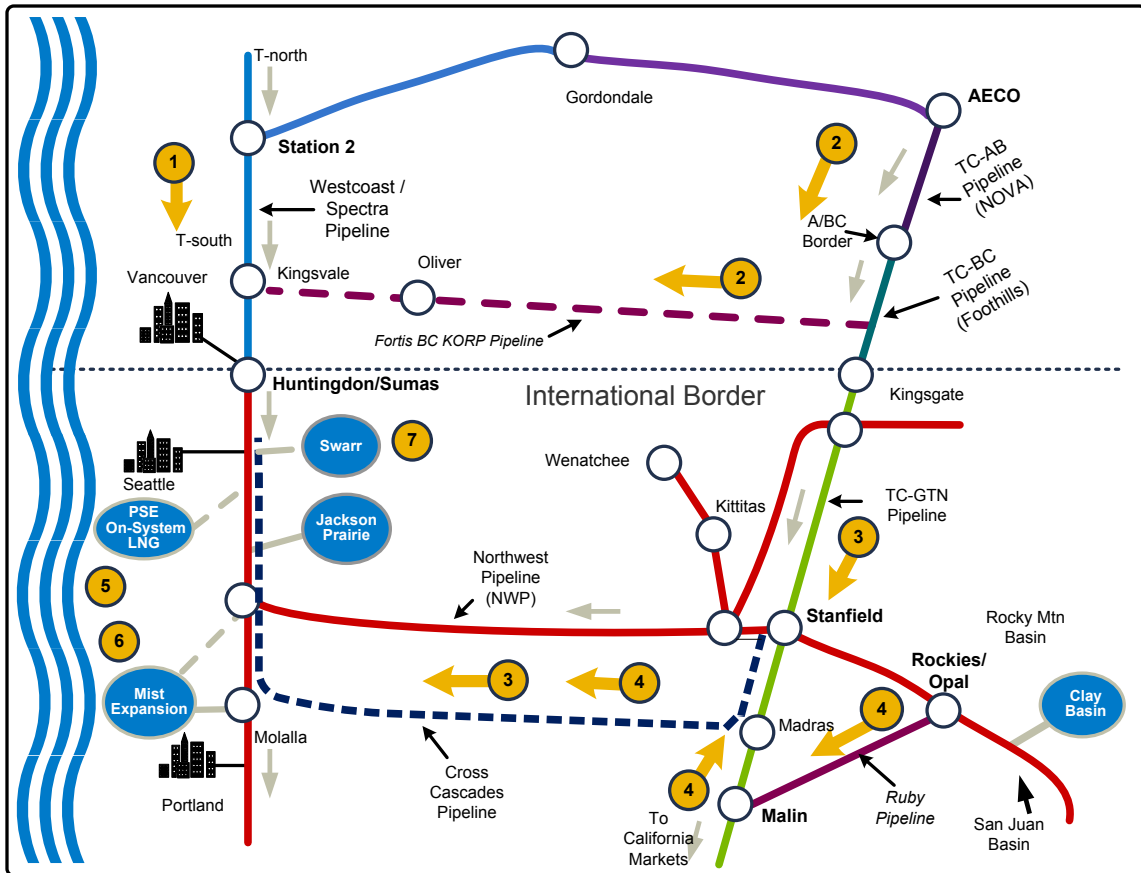 T-north
Gordondale
AECO
Station 2
1
2
TC-AB
Pipeline
(NOVA)
Westcoast /
Spectra
Pipeline
A/BC
Border
T-south
Vancouver
Kingsvale
Oliver
2
TC-BC
Pipeline
(Foothills)
Fortis BC KORP Pipeline
Huntingdon/Sumas
International Border
Kingsgate
Swarr
7
Wenatchee
Seattle
PSE
On-System
LNG
Jackson
Prairie
Kittitas
TC-GTN
Pipeline
3
Northwest
Pipeline
(NWP)
5
Stanfield
Rocky Mtn
Basin
6
Rockies/
Opal
Mist
Expansion
3
4
4
Clay
Basin
Molalla
Madras
Cross
Cascades
Pipeline
4
Portland
To
California
Markets
Malin
Ruby
Pipeline
San Juan
Basin